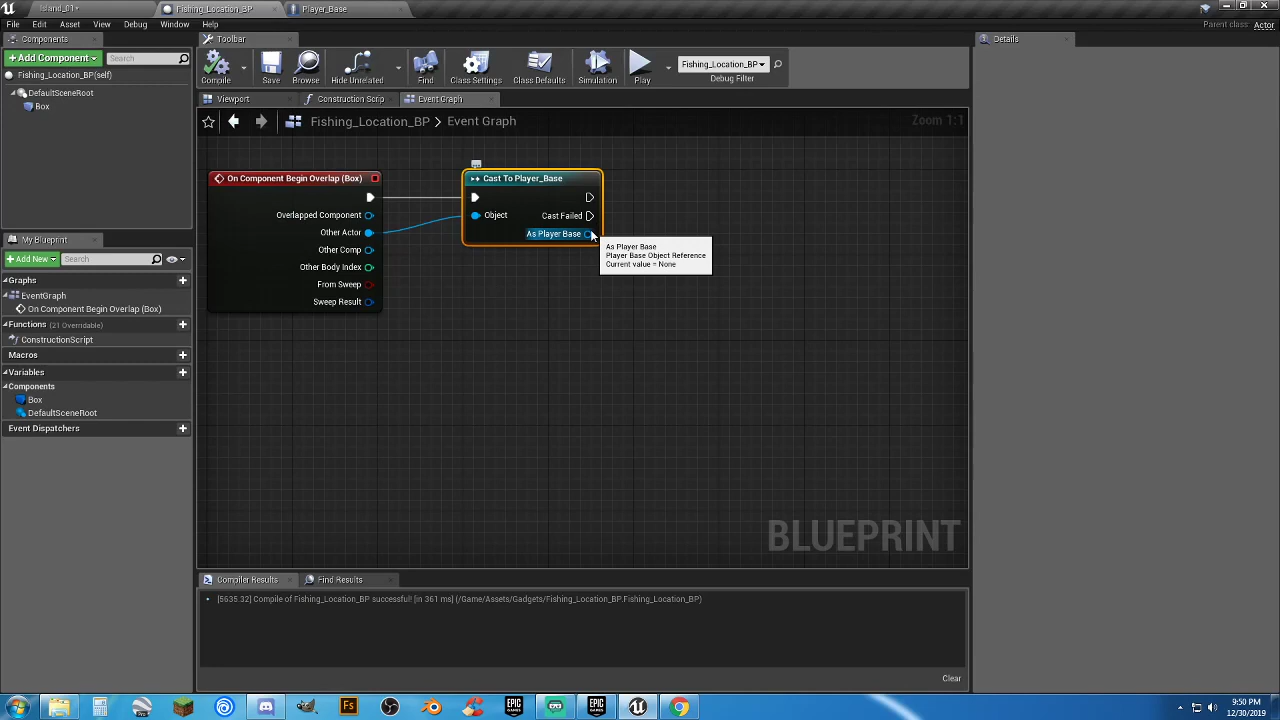 Island_01*
Fishing_Location_BP
Player_Base
File Edit Asset View Debug Window Help
Parent class: Actor
Components
Toolbar
Details
+ Add Component
Search
Fishing_Location_BP(self)
DefaultSceneRoot
Box
Compile
Save
Browse
Hide Unrelated
Find
Class Settings
Class Defaults
Simulation
Play
Fishing_Location_BP
Debug Filter
Viewport
Construction Scrip
Event Graph
Fishing_Location_BP > Event Graph
Zoom 1:1
On Component Begin Overlap (Box)
Overlapped Component
Other Actor
Other Comp
Other Body Index
From Sweep
Sweep Result
Cast To Player_Base
Object
Cast Failed
As Player Base
As Player Base
Player Base Object Reference
Current value = None
My Blueprint
+ Add New
Search
Graphs
EventGraph
On Component Begin Overlap (Box)
Functions (21 Overridable)
ConstructionScript
Macros
Variables
Components
Box
DefaultSceneRoot
Event Dispatchers
BLUEPRINT
Compiler Results
Find Results
[5635.32] Compile of Fishing_Location_BP successful! [in 361 ms] (/Game/Assets/Gadgets/Fishing_Location_BP.Fishing_Location_BP)
Clear
Pro
Fs
EPIC GAMES
EPIC GAMES
9:50 PM
12/30/2019